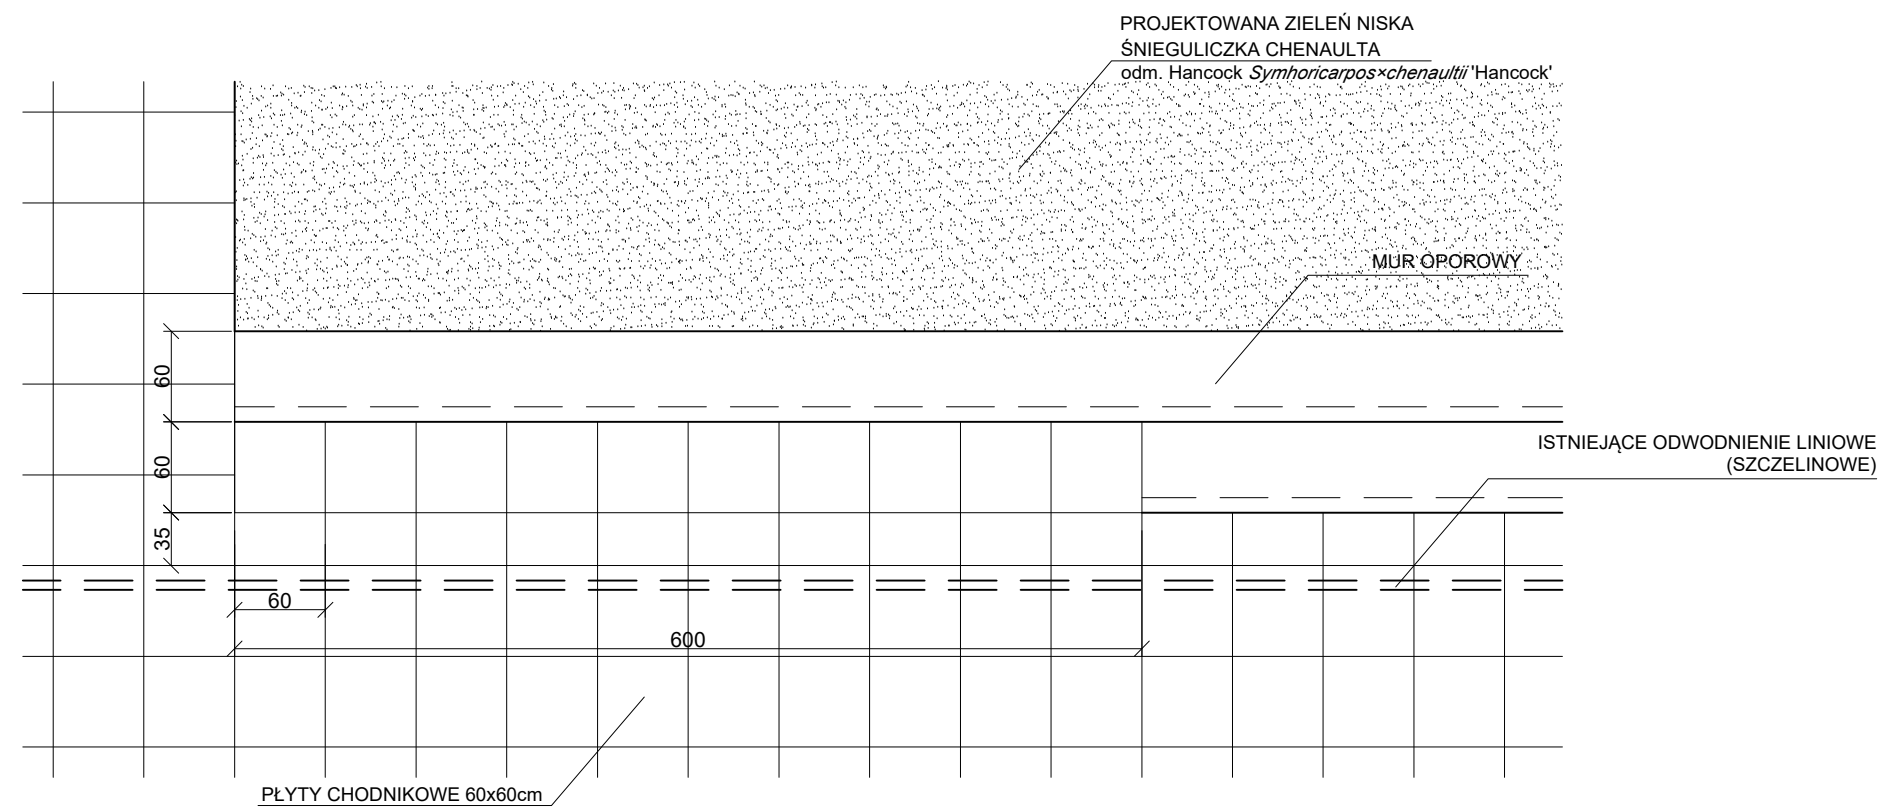 PROJEKTOWANA ZIELEŃ NISKA
ŚNIEGULICZKA CHENAULTA
odm. Hancock Symhoricarpos×chenaultii 'Hancock'
MUR OPOROWY
60
ISTNIEJĄCE ODWODNIENIE LINIOWE
(SZCZELINOWE)
60
35
60
600
PŁYTY CHODNIKOWE 60x60cm